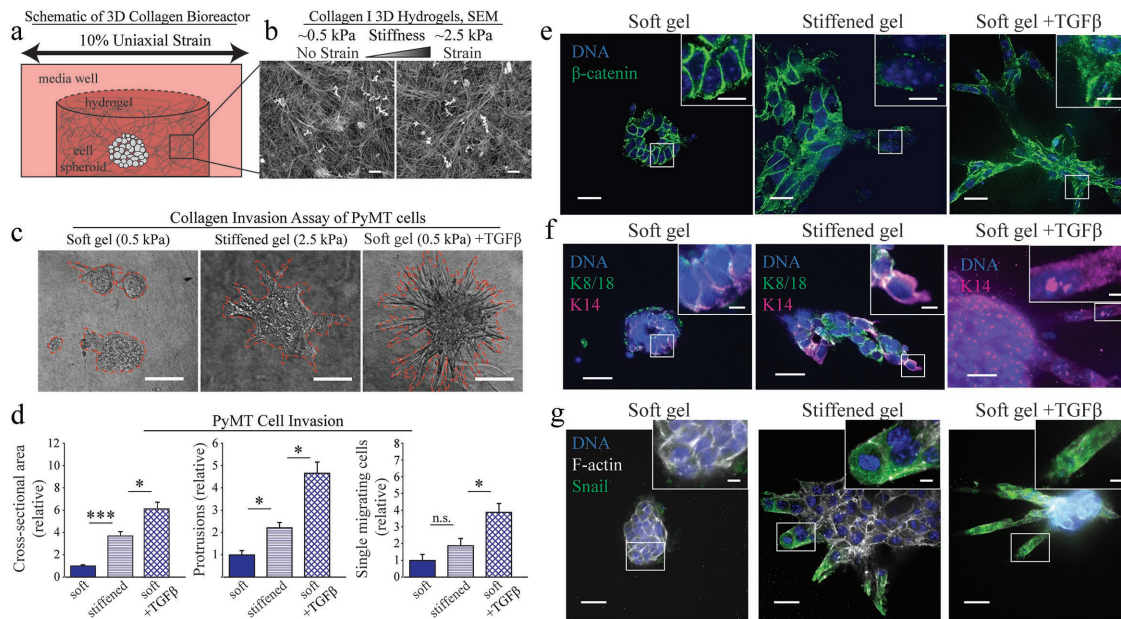 Schematic of 3D Collagen Bioreactor
a
10% Uniaxial Strain
media well
hydrogel
cell
spheroid
b
Collagen I 3D Hydrogels, SEM
~0.5 kPa Stiffness ~2.5 kPa
No Strain Strain
Collagen Invasion Assay of PyMT cells
c
Soft gel (0.5 kPa) Stiffened gel (2.5 kPa) Soft gel (0.5 kPa) +TGFβ
d
PyMT Cell Invasion
Cross-sectional area
(relative)
12
10
8
6
4
2
0
***
*
soft
stiffened
soft
+TGFβ
Protrusions (relative)
6
5
4
3
2
1
0
*
*
soft
stiffened
soft
+TGFβ
Single migrating cells
(relative)
7
6
5
4
3
2
1
0
n.s.
*
soft
stiffened
soft
+TGFβ
e
Soft gel Stiffened gel Soft gel +TGFβ
DNA
β-catenin
f
Soft gel Stiffened gel Soft gel +TGFβ
DNA
K8/18
K14
DNA
K8/18
K14
DNA
K14
g
Soft gel Stiffened gel Soft gel +TGFβ
DNA
F-actin
Snail